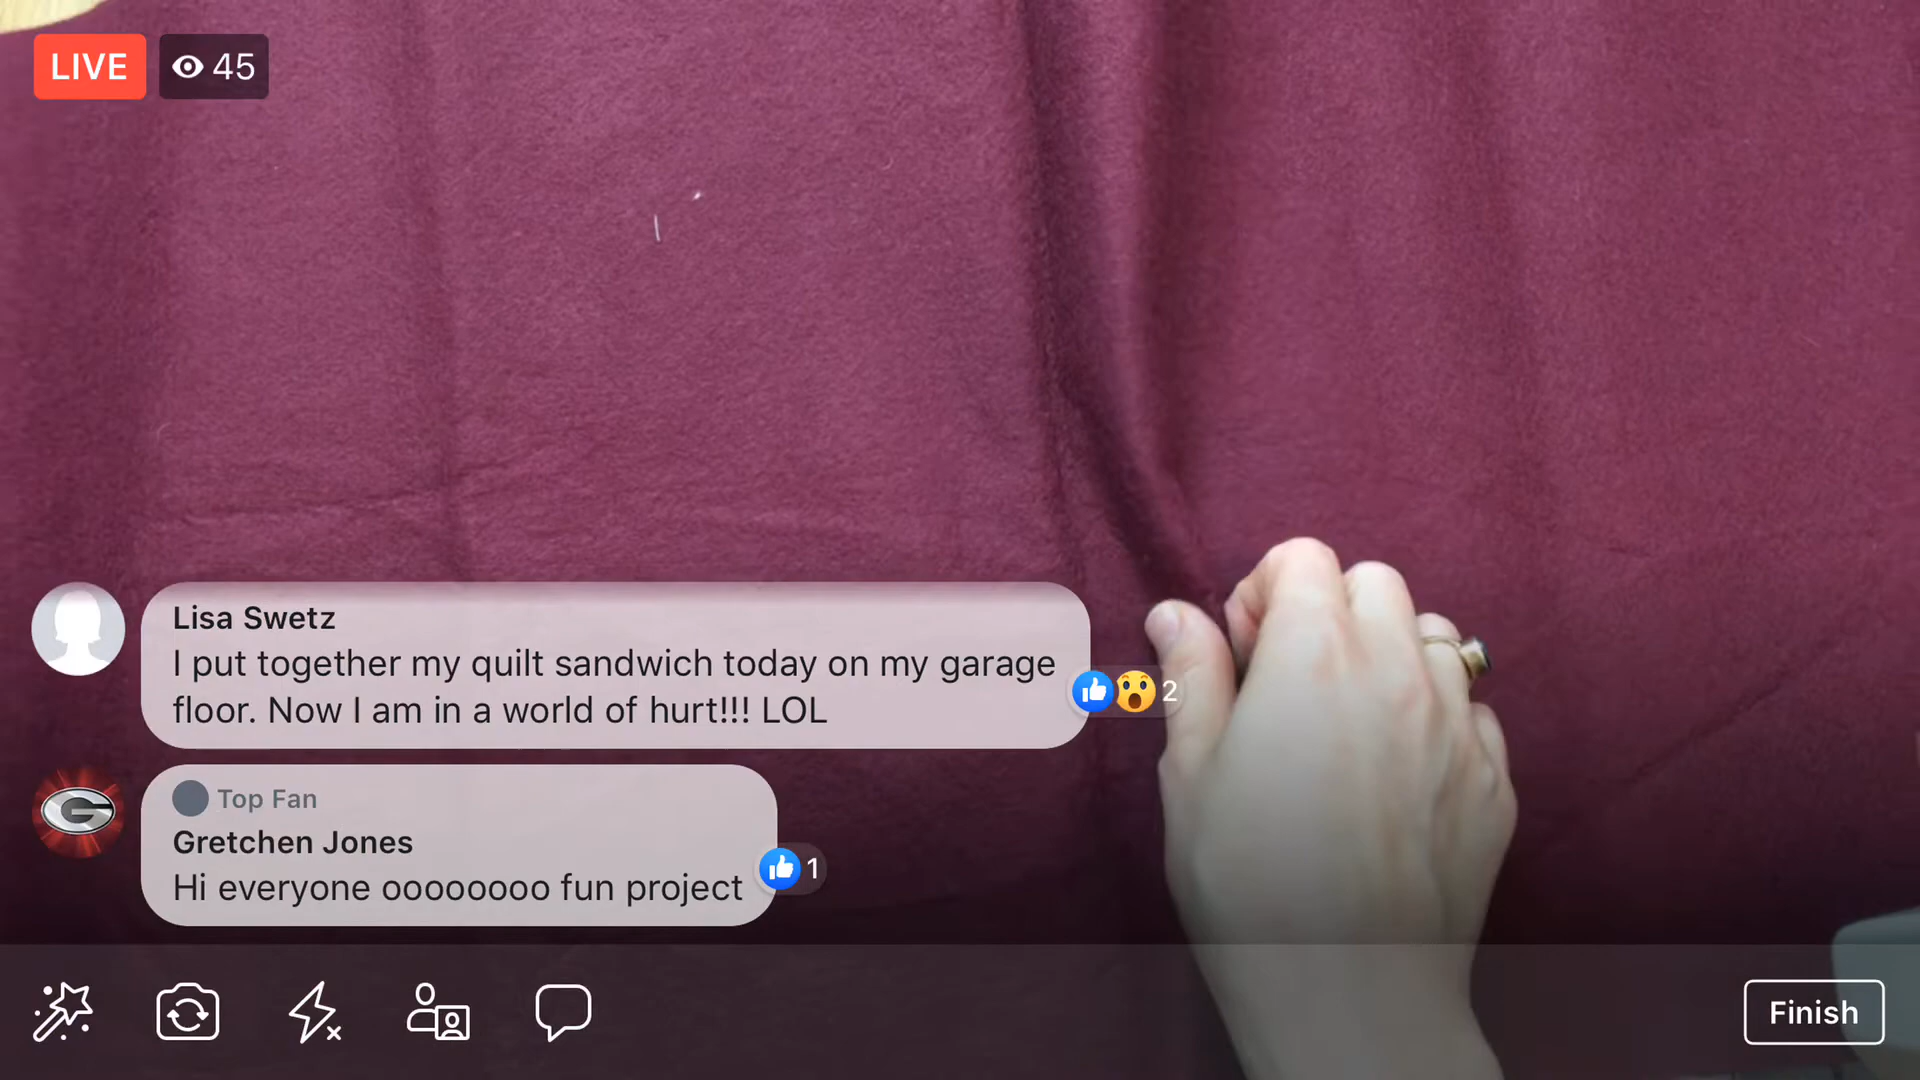 LIVE 45
Lisa Swetz
I put together my quilt sandwich today on my garage
floor. Now I am in a world of hurt!!! LOL
2
Top Fan
Gretchen Jones
Hi everyone oooooooo fun project
1
G
Finish